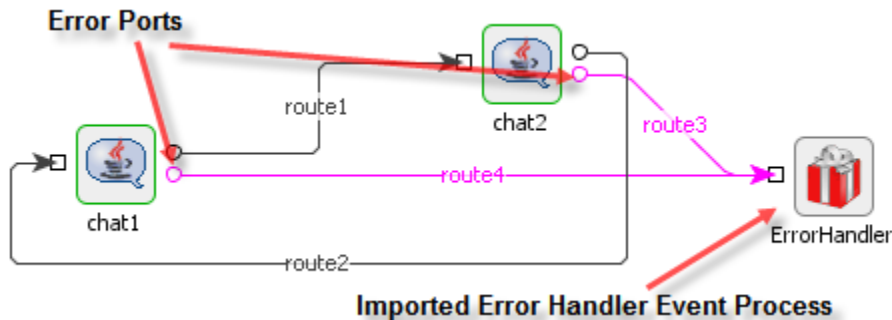 Error Ports
route1
chat2
route3
chat1
route4
ErrorHandler
route2
Imported Error Handler Event Process